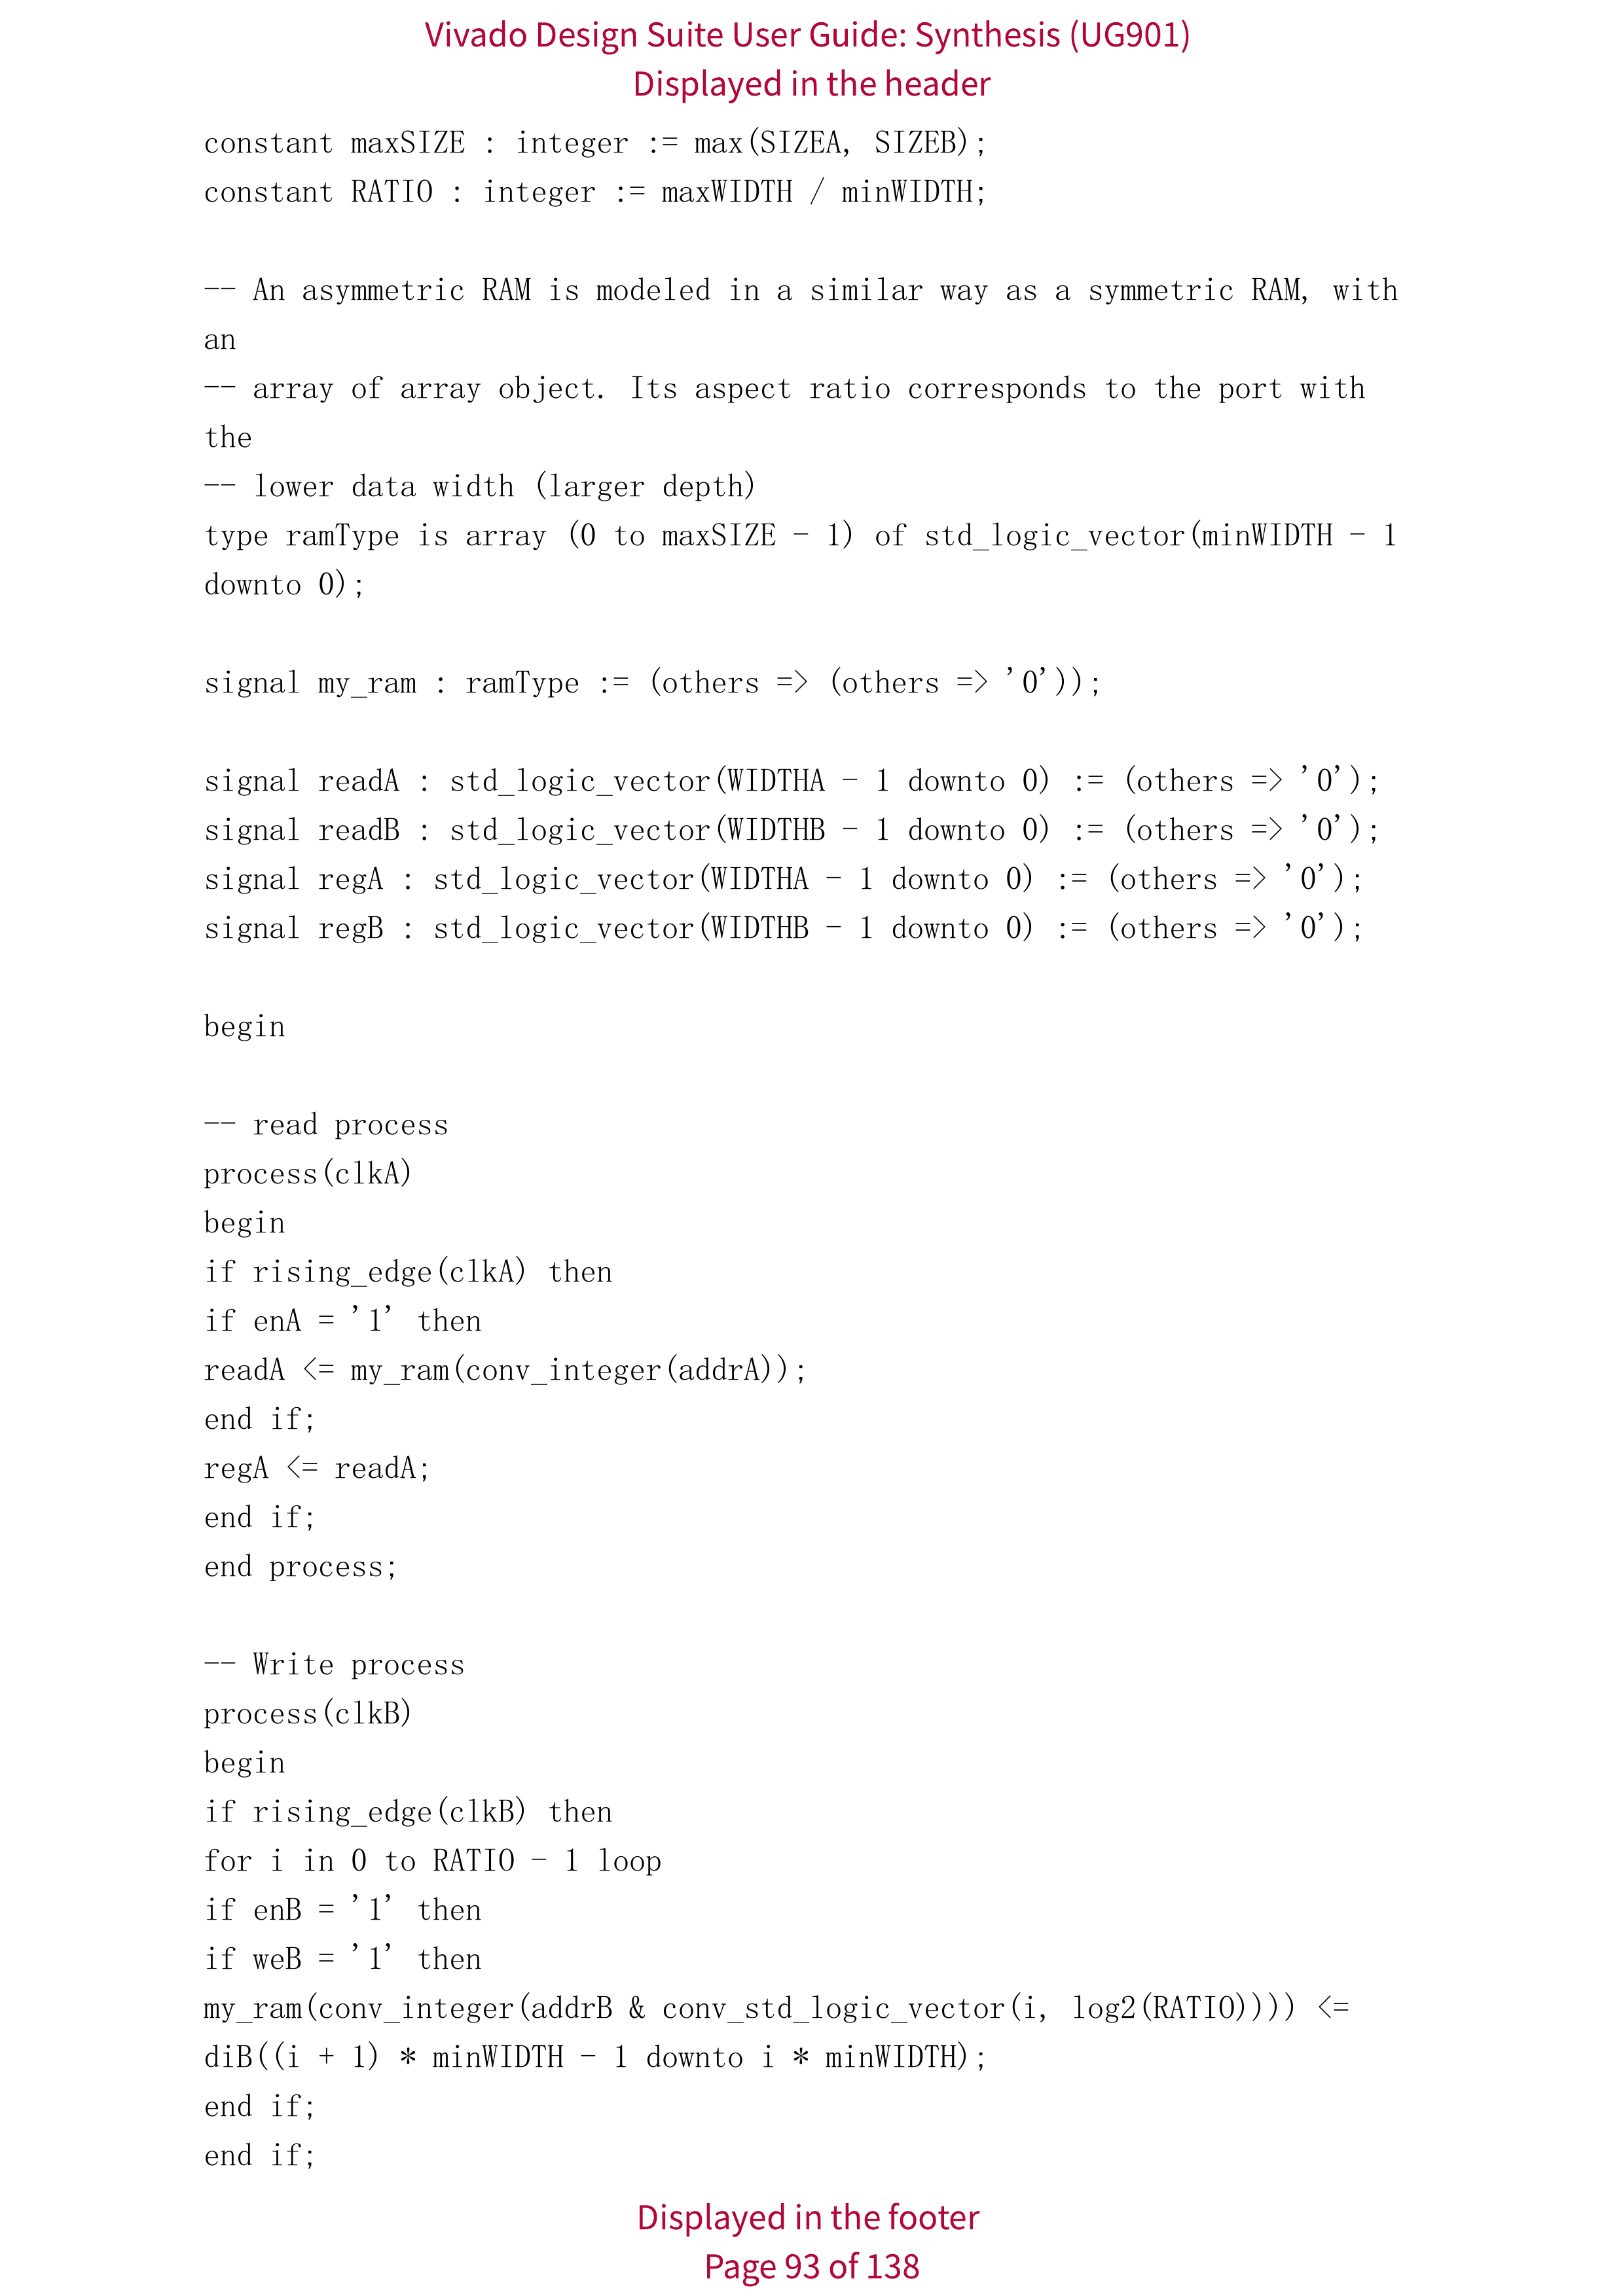 Vivado Design Suite User Guide: Synthesis (UG901)
Displayed in the header
constant maxSIZE : integer := max(SIZEA, SIZEB);
constant RATIO : integer := maxWIDTH / minWIDTH;
-- An asymmetric RAM is modeled in a similar way as a symmetric RAM, with
an
-- array of array object. Its aspect ratio corresponds to the port with
the
-- lower data width (larger depth)
type ramType is array (0 to maxSIZE - 1) of std_logic_vector(minWIDTH - 1
downto 0);
signal my_ram : ramType := (others => (others => '0'));
signal readA : std_logic_vector(WIDTHA - 1 downto 0) := (others => '0');
signal readB : std_logic_vector(WIDTHB - 1 downto 0) := (others => '0');
signal regA : std_logic_vector(WIDTHA - 1 downto 0) := (others => '0');
signal regB : std_logic_vector(WIDTHB - 1 downto 0) := (others => '0');
begin
-- read process
process(clkA)
begin
if rising_edge(clkA) then
if enA = '1' then
readA <= my_ram(conv_integer(addrA));
end if;
regA <= readA;
end if;
end process;
-- Write process
process(clkB)
begin
if rising_edge(clkB) then
for i in 0 to RATIO - 1 loop
if enB = '1' then
if weB = '1' then
my_ram(conv_integer(addrB & conv_std_logic_vector(i, log2(RATIO)))) <=
diB((i + 1) * minWIDTH - 1 downto i * minWIDTH);
end if;
end if;
Displayed in the footer
Page 93 of 138